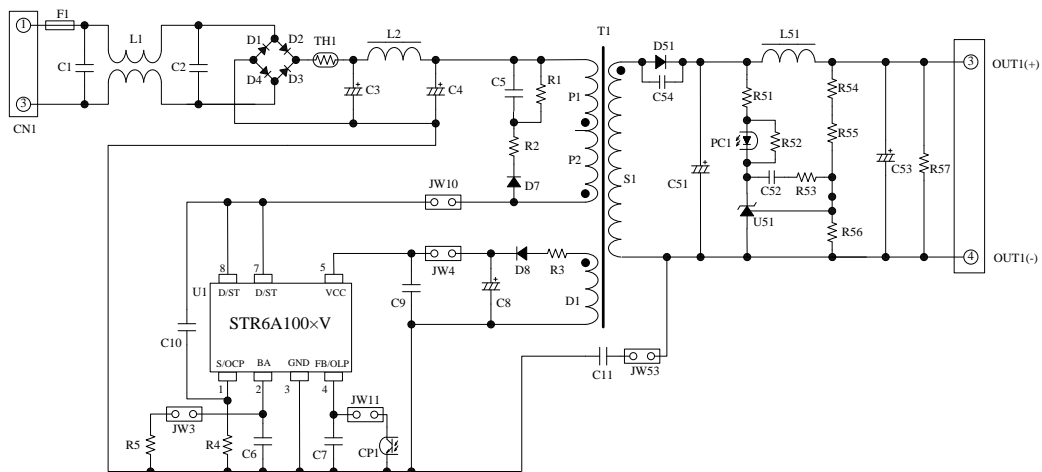 F1
L1
D1
D2
D4
D3
C1
C2
CN1
1
3
TH1
L2
C3
C4
C5
R1
R2
D7
T1
P1
P2
S1
D1
D51
C54
L51
OUT1(+)
3
R51
R54
PC1
R52
R55
C51
C52
R53
C53
R57
U51
R56
4
OUT1(-)
JW10
JW4
D8
R3
C9
C8
U1
8
D/ST
7
D/ST
5
VCC
STR6A100×V
C10
S/OCP
BA
GND
FB/OLP
1
2
3
4
C11
JW53
JW3
JW11
R5
R4
C6
C7
CP1